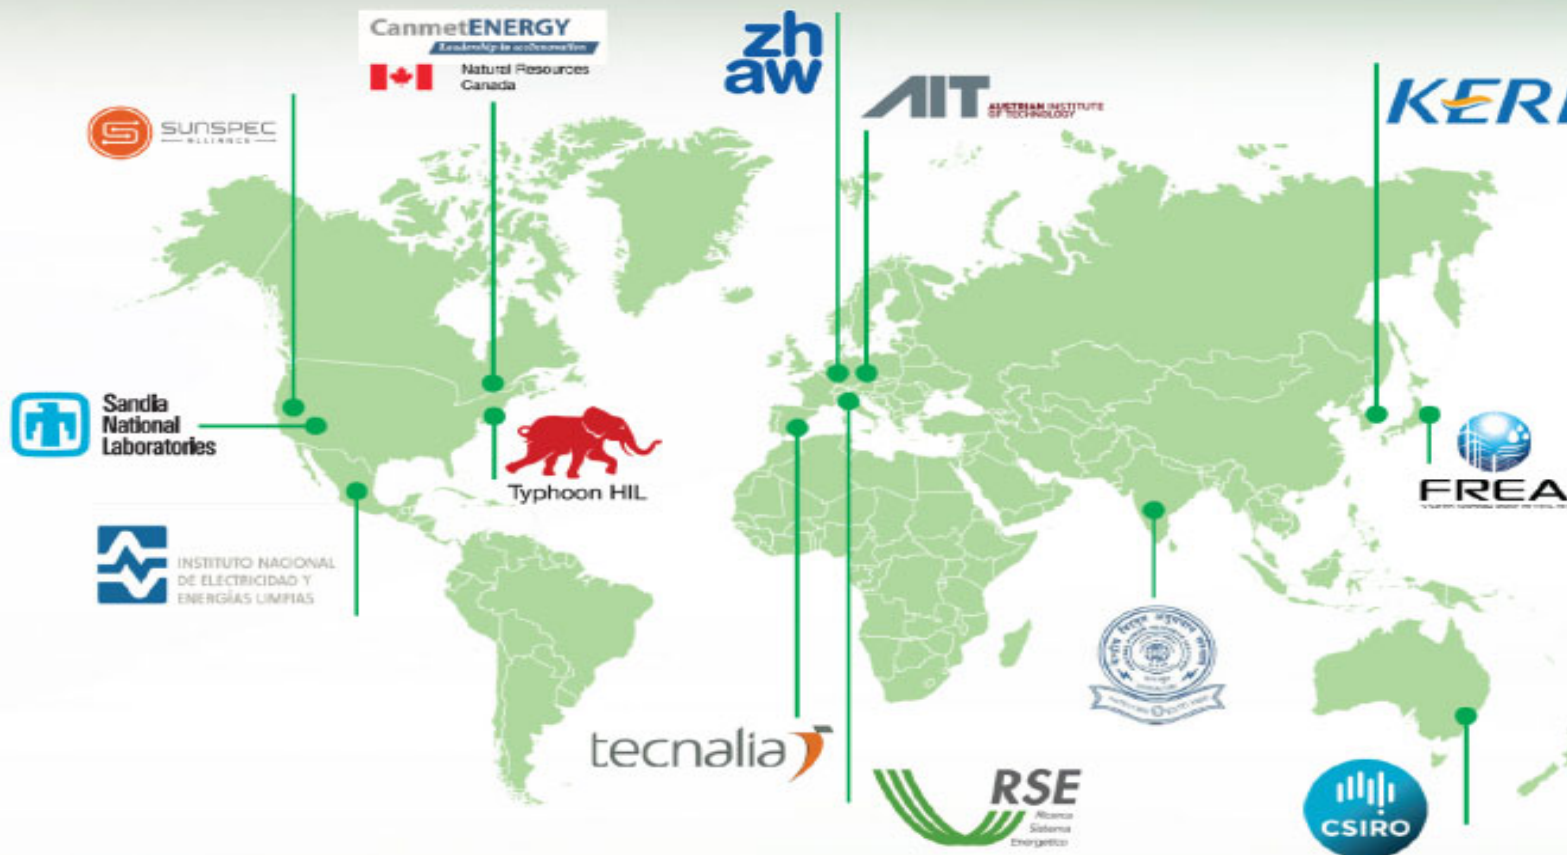 CanmetENERGY
Leadership in ecoInnovation
Natural Resources
Canada
zh
aw
AIT
AUSTRIAN INSTITUTE
OF TECHNOLOGY
KERI
SUNSPEC
ALLIANCE
Sandia
National
Laboratories
Typhoon HIL
FREA
INSTITUTO NACIONAL
DE ELECTRICIDAD Y
ENERGÍAS LIMPIAS
tecnalia
RSE
Ricerca
Sistema
Energetico
CSIRO